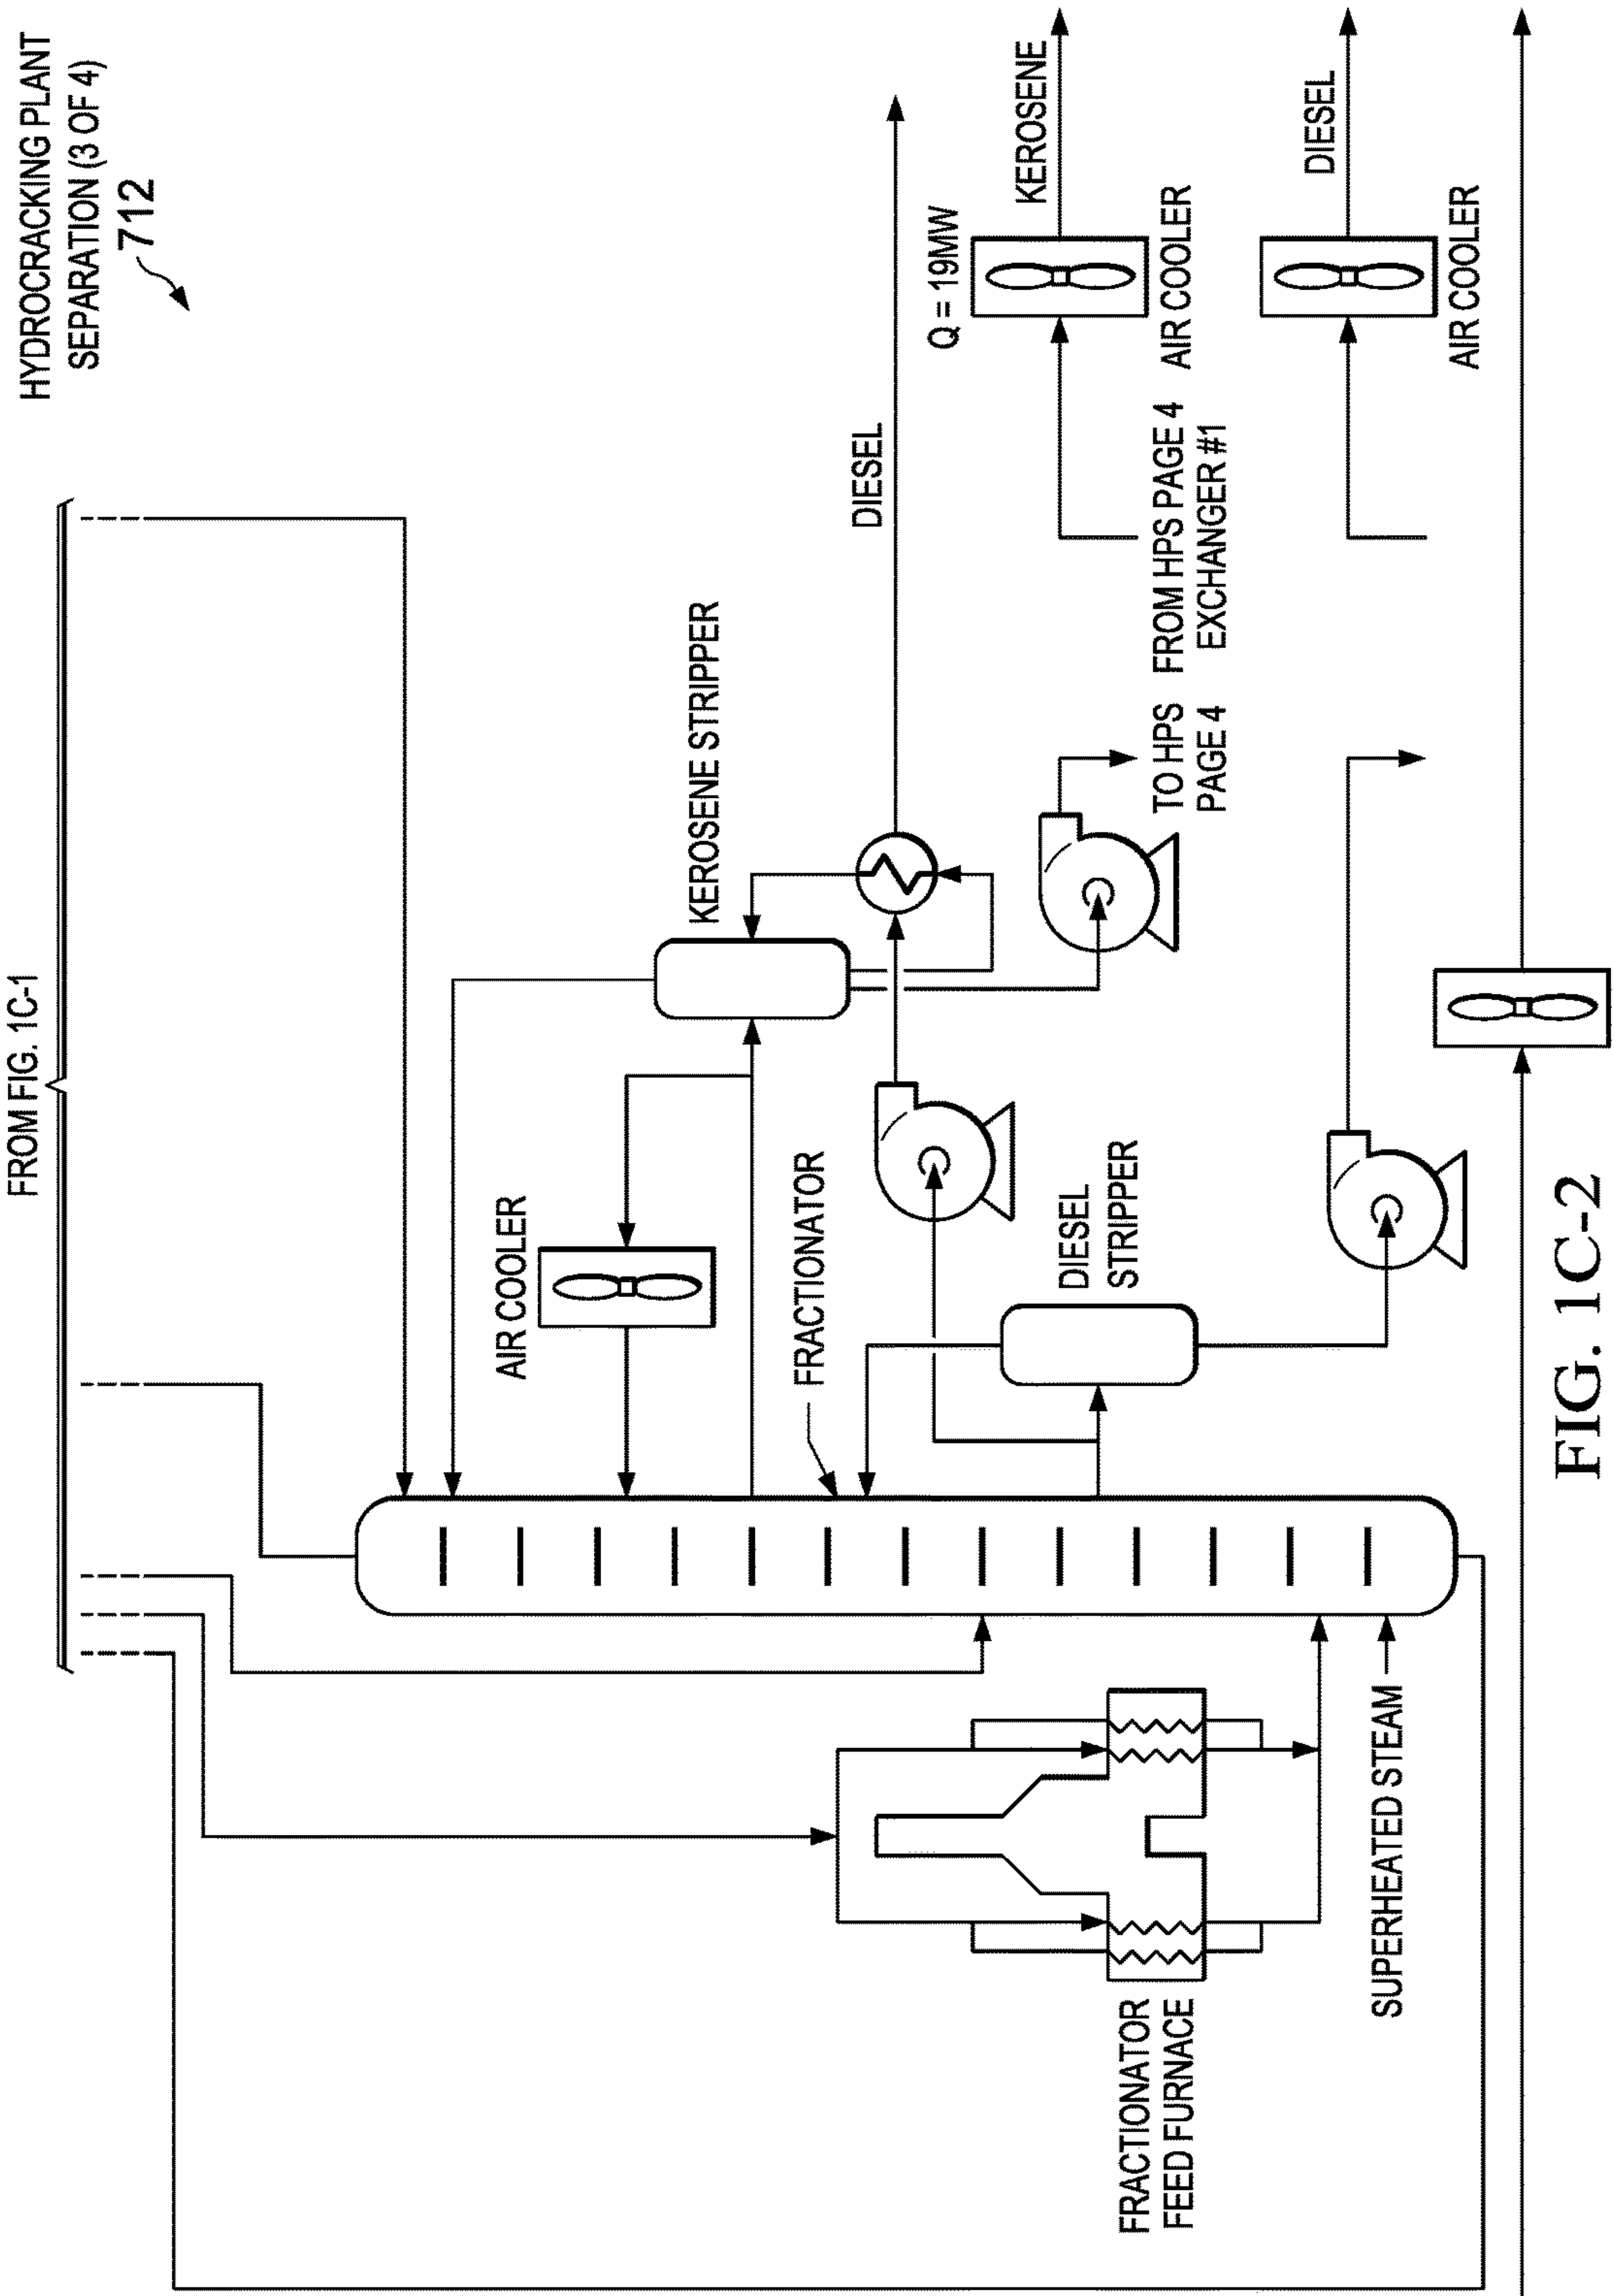 HYDROCRACKING PLANT
SEPARATION (3 OF 4)
712
FROM FIG. 1C-1
KEROSENE STRIPPER
AIR COOLER
FRACTIONATOR
DIESEL
Q = 19MW
KEROSENE
AIR COOLER
DIESEL
STRIPPER
TO HPS
PAGE 4
FROM HPS PAGE 4
EXCHANGER #1
DIESEL
AIR COOLER
FRACTIONATOR
FEED FURNACE
SUPERHEATED STEAM
FIG. 1C-2